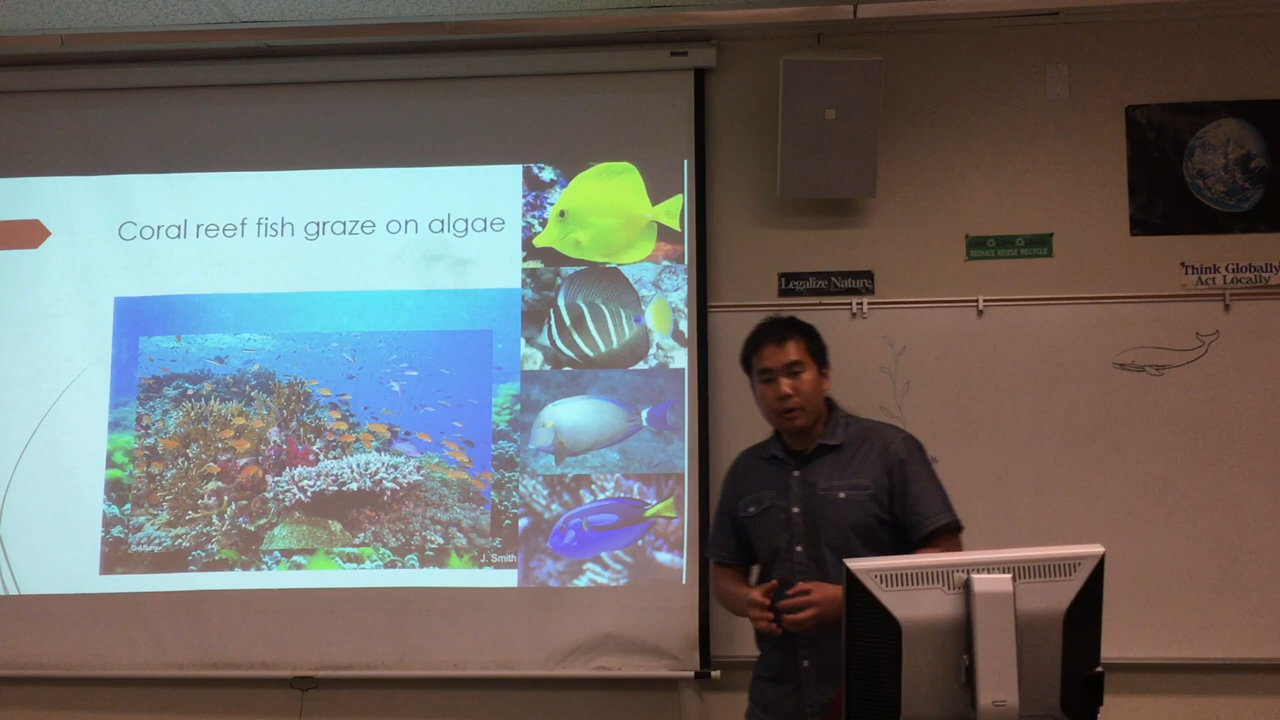 Coral reef fish graze on algae
J. Smith
Legalize Nature
REDUCE REUSE RECYCLE
Think Globally
Act Locally